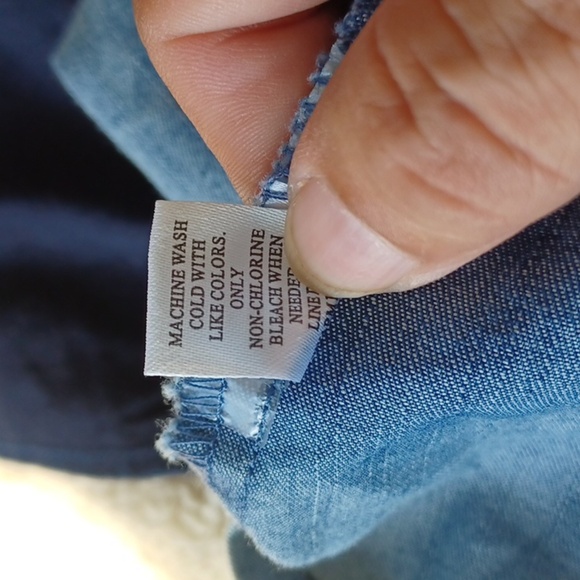 MACHINE WASH
COLD WITH
LIKE COLORS.
ONLY
NON-CHLORINE
BLEACH WHEN